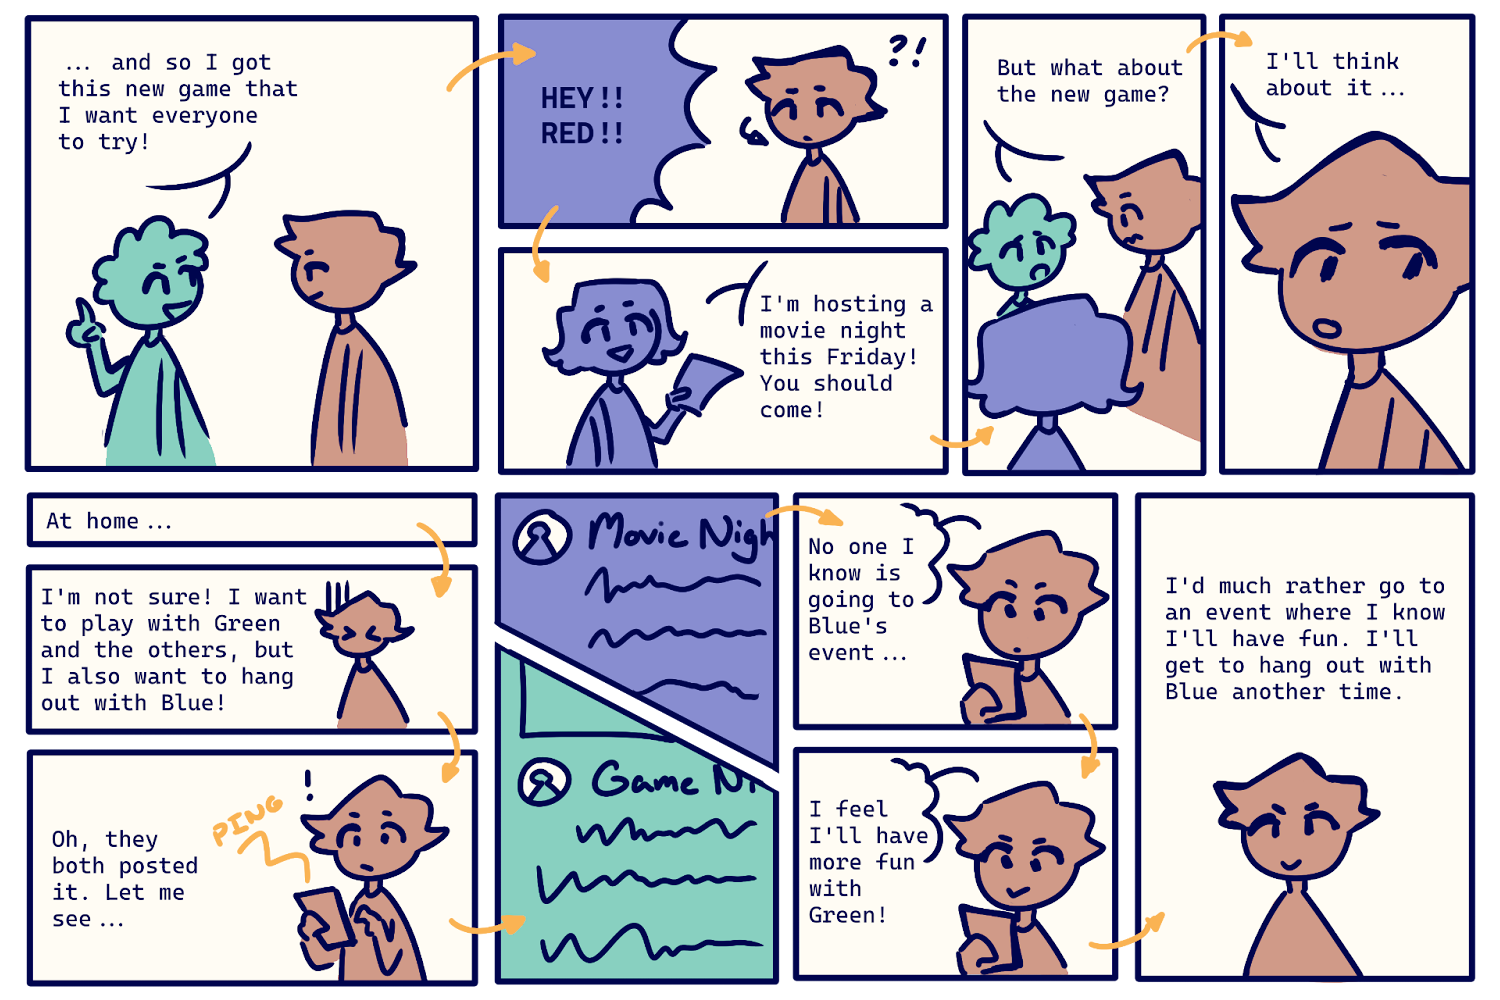 ... and so I got
this new game that
I want everyone
to try!
HEY!!
RED!!
?!
I'm hosting a
movie night
this Friday!
You should
come!
But what about
the new game?
I'll think
about it...
At home...
I'm not sure! I want
to play with Green
and the others, but
I also want to hang
out with Blue!
!
PING
Oh, they
both posted
it. Let me
see...
Movie Nigh
Game Ni
No one I
know is
going to
Blue's
event...
I feel
I'll have
more fun
with
Green!
I'd much rather go to
an event where I know
I'll have fun. I'll
get to hang out with
Blue another time.